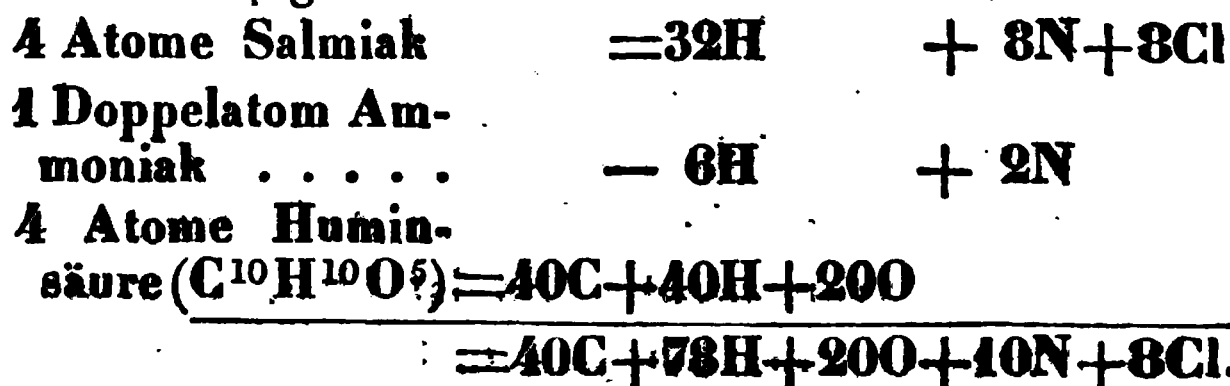 4 Atome Salmiak =32H + 8N+8Cl
1 Doppelatom Am-
moniak . . . . . — 6H + 2N
4 Atome Humin-
säure (C¹⁰H¹⁰O⁵)=40C+40H+20O
=40C+78H+20O+10N+8Cl